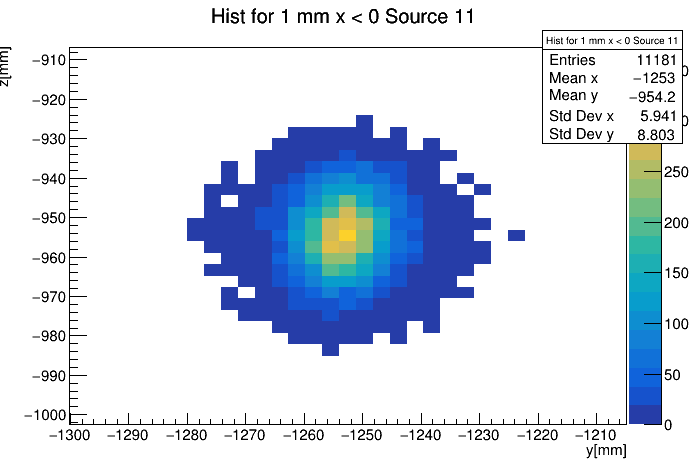 Hist for 1 mm x < 0 Source 11
z[mm]
Hist for 1 mm x < 0 Source 11
Entries 11181
Mean x −1253
Mean y −954.2
Std Dev x 5.941
Std Dev y 8.803
−910
−920
−930
−940
−950
−960
−970
−980
−990
−1000
−1300 −1290 −1280 −1270 −1260 −1250 −1240 −1230 −1220 −1210
y[mm]
250
200
150
100
50
0